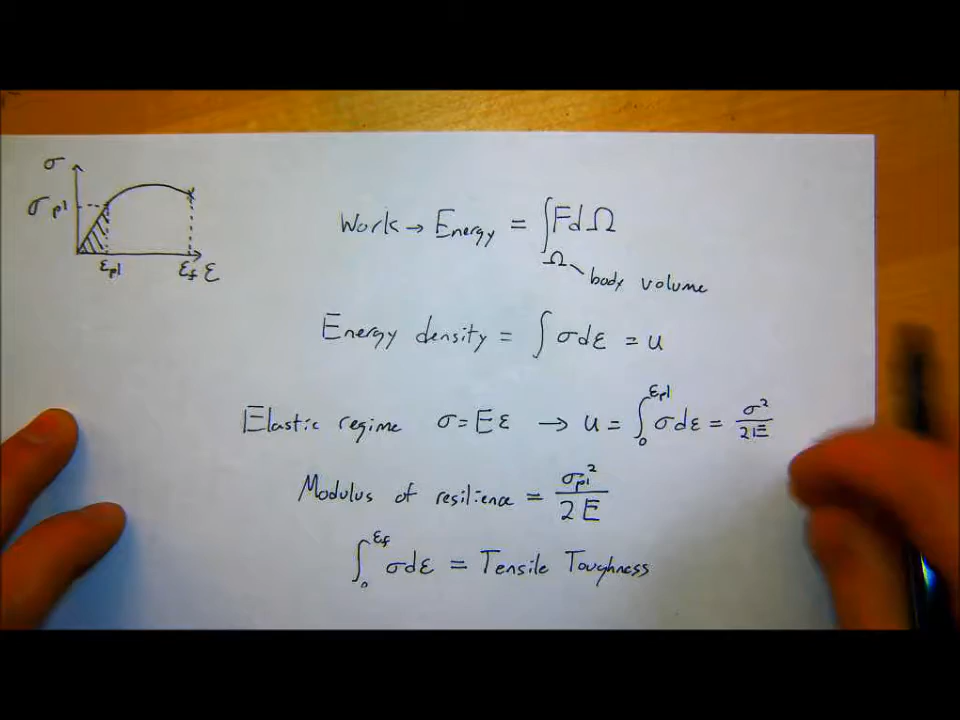 σ
σpl
εpl
εf ε
Work → Energy = ∫Ω F dΩ
body volume
Energy density = ∫ σdε = u
Elastic regime σ = Eε → u = ∫₀^εpl σdε = σ²/2E
Modulus of resilience = σpl²/2E
∫₀^εf σdε = Tensile Toughness